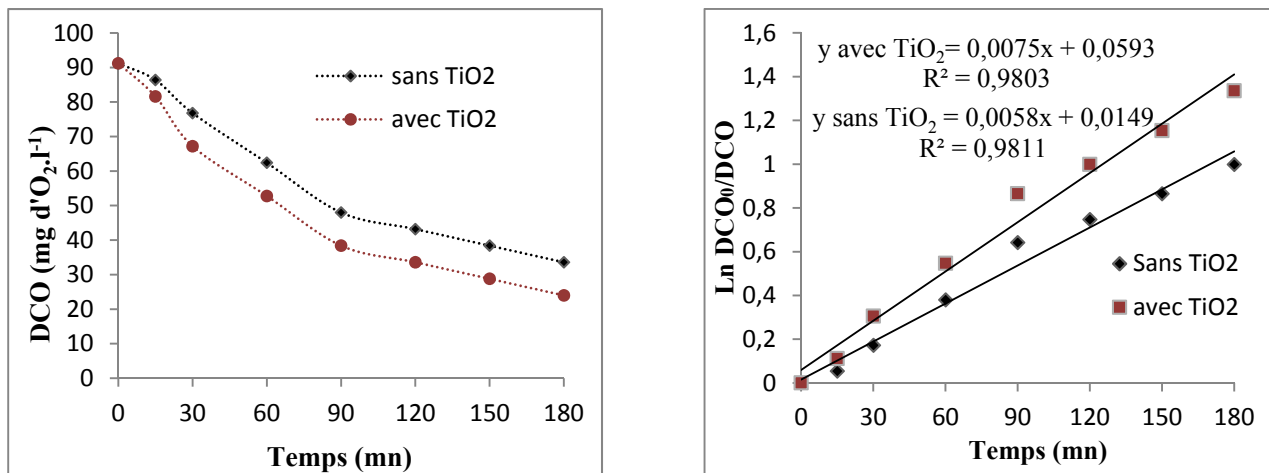 DCO (mg d'O₂.l⁻¹)
100
90
80
70
60
50
40
30
20
10
0
sans TiO2
avec TiO2
0 30 60 90 120 150 180
Temps (mn)
Ln DCO₀/DCO
1,6
1,4
1,2
1
0,8
0,6
0,4
0,2
0
y avec TiO₂= 0,0075x + 0,0593
R² = 0,9803
y sans TiO₂ = 0,0058x + 0,0149
R² = 0,9811
Sans TiO2
avec TiO2
0 30 60 90 120 150 180
Temps (mn)